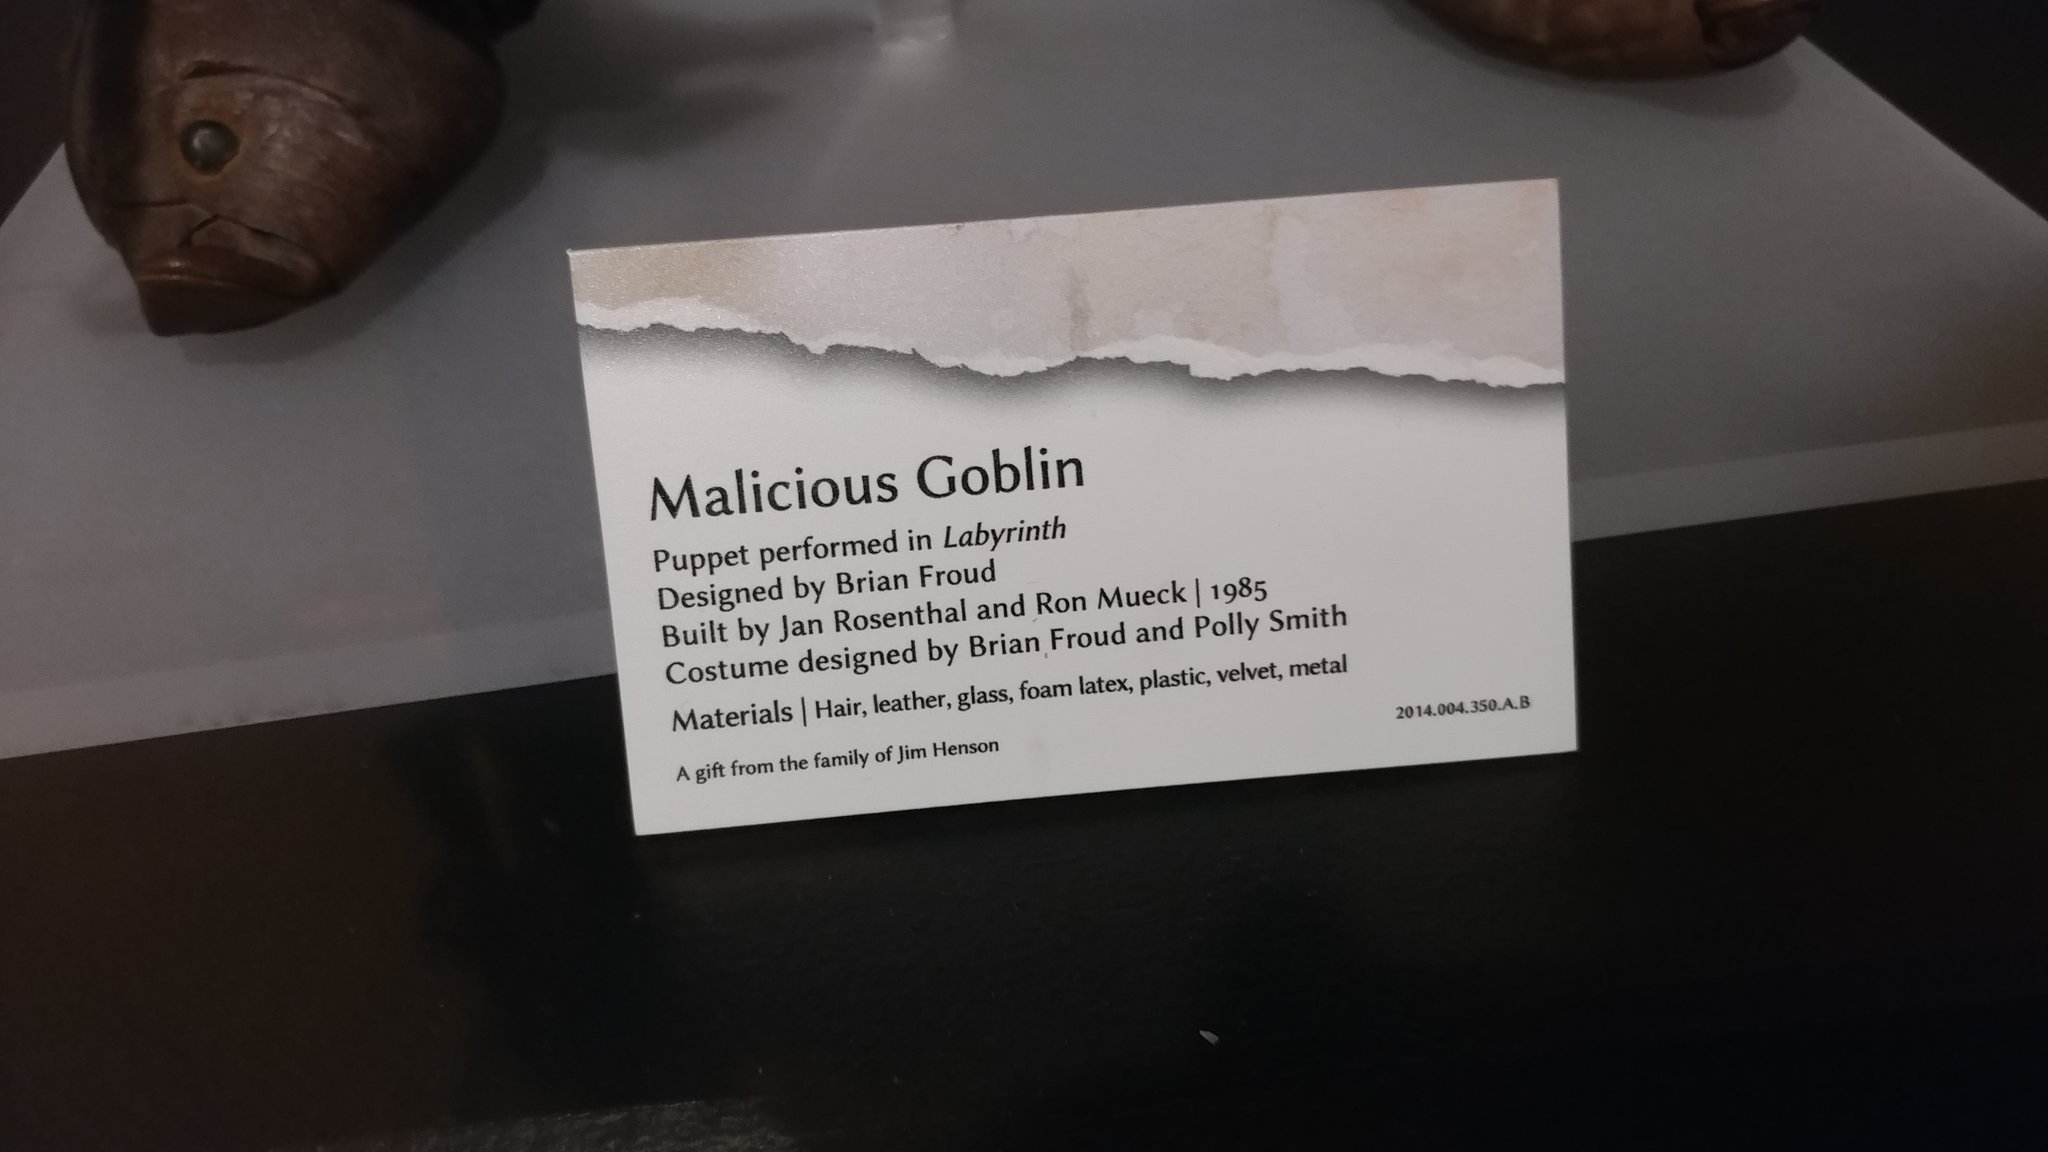 Malicious Goblin
Puppet performed in Labyrinth
Designed by Brian Froud
Built by Jan Rosenthal and Ron Mueck | 1985
Costume designed by Brian Froud and Polly Smith
Materials | Hair, leather, glass, foam latex, plastic, velvet, metal
2014.004.350.A.B
A gift from the family of Jim Henson